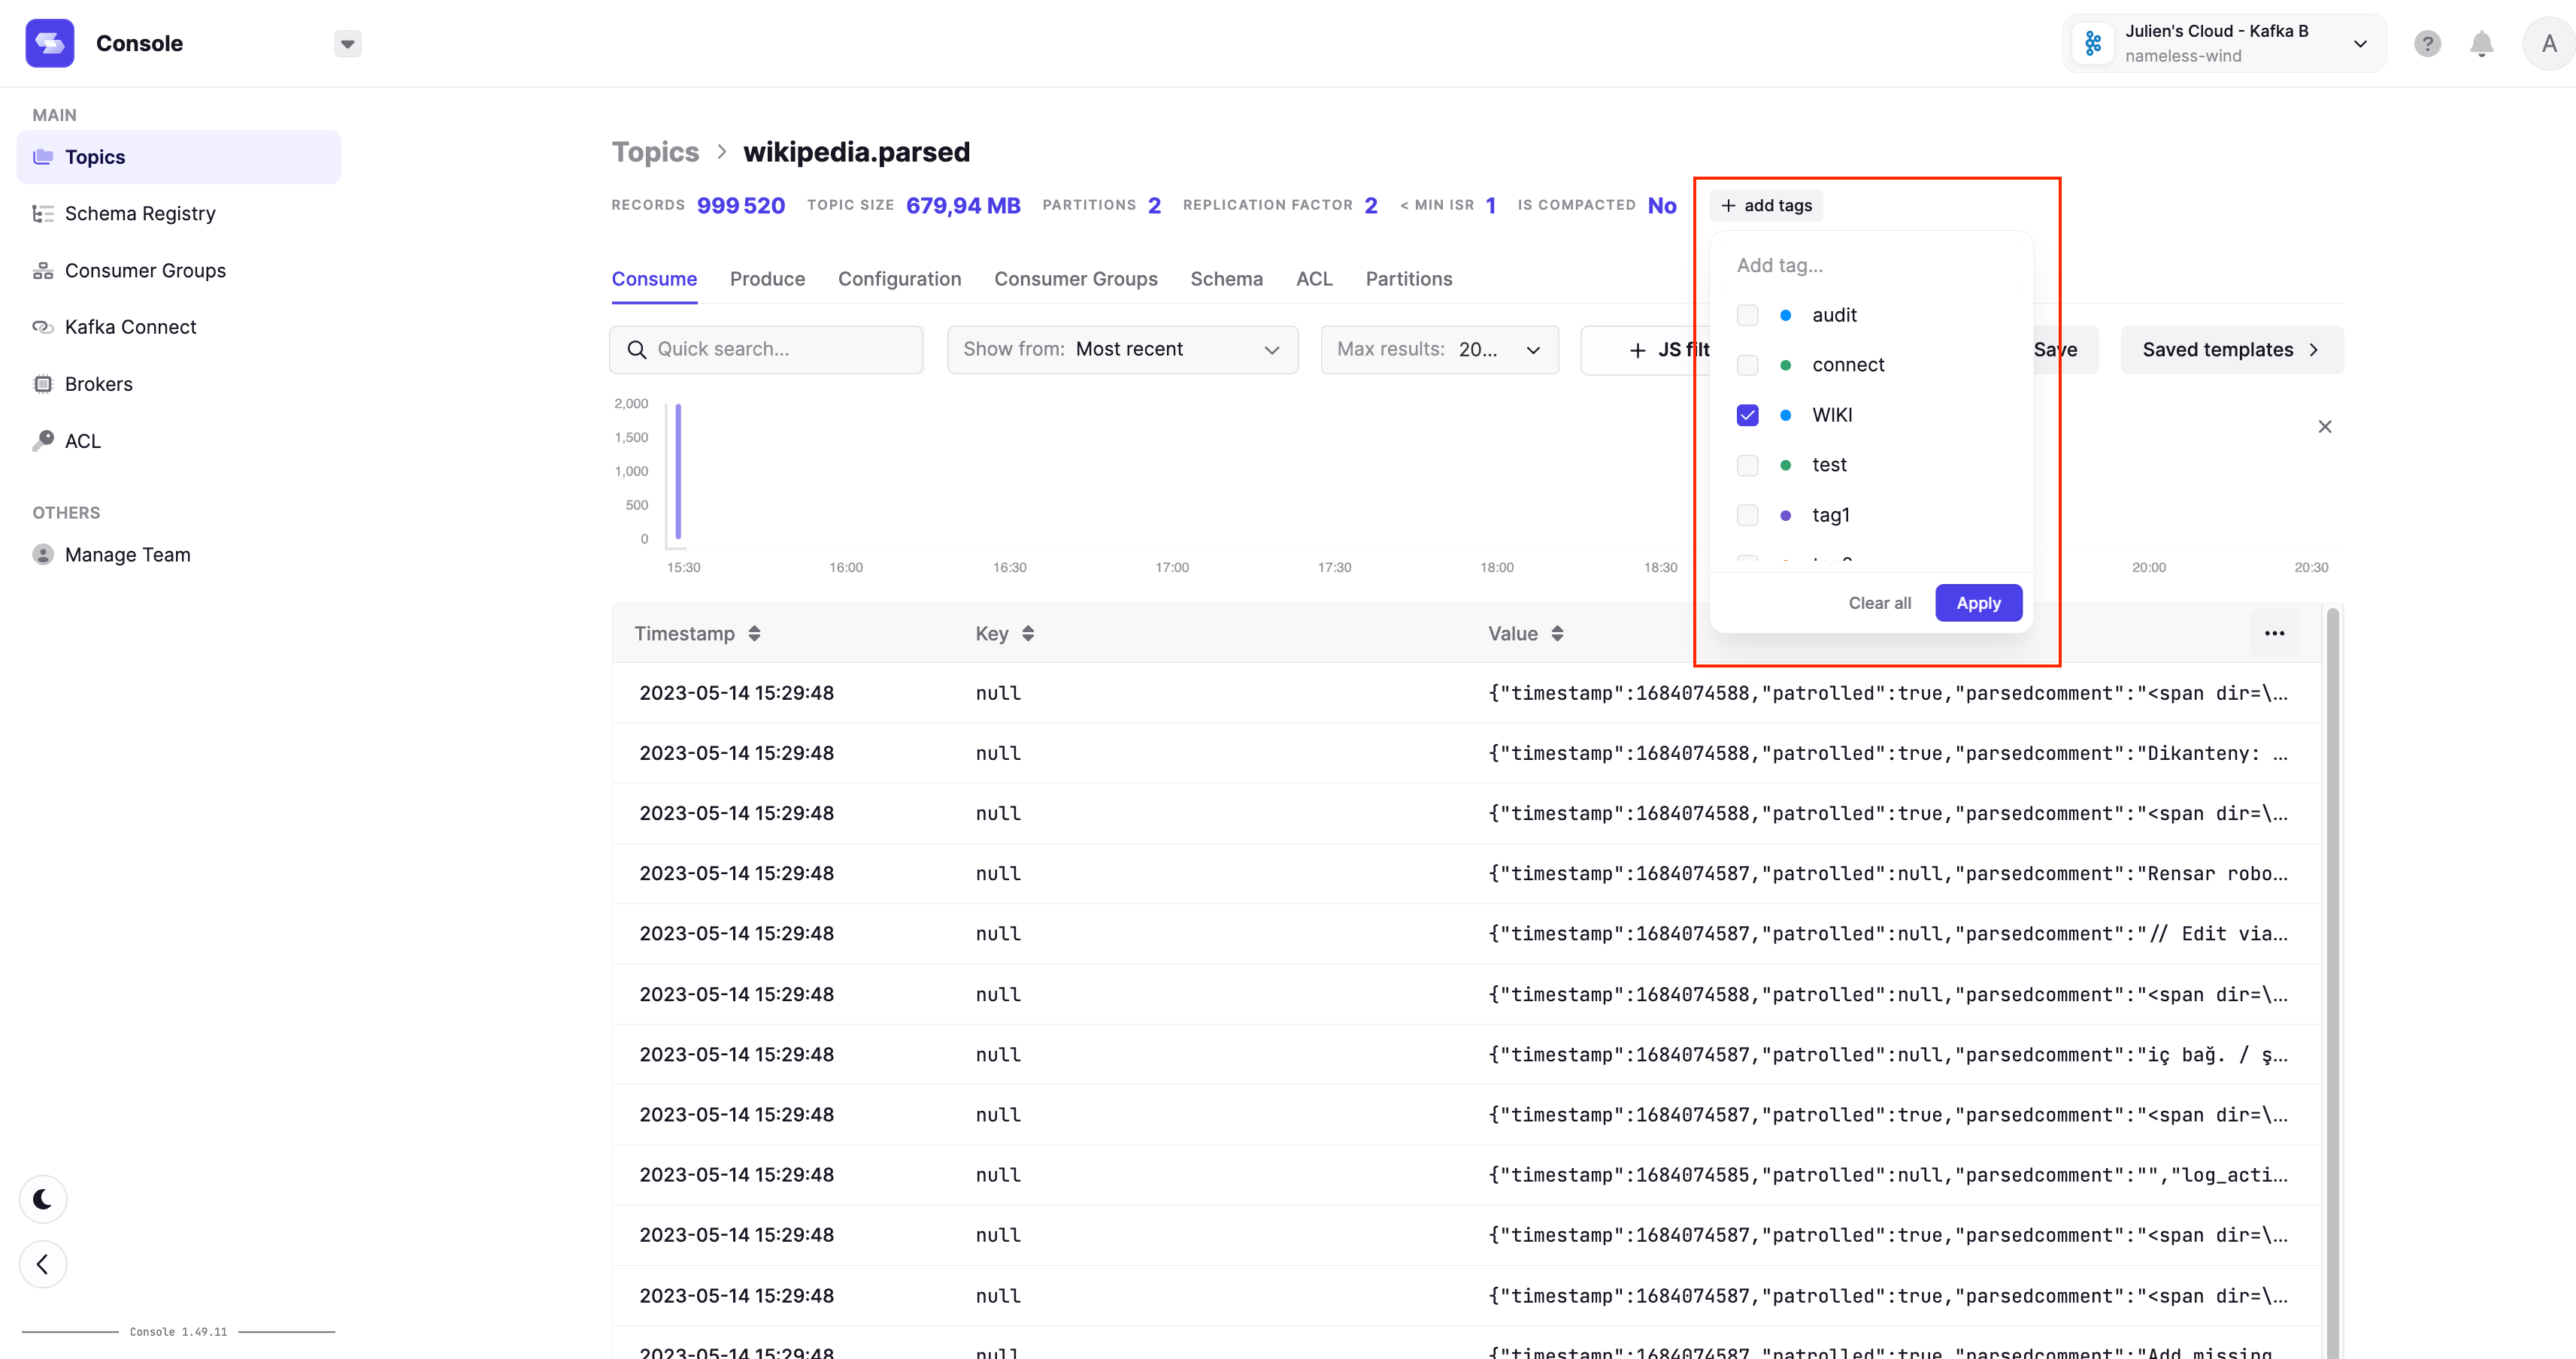 Console
Julien's Cloud - Kafka B
nameless-wind
?
A
MAIN
Topics
Schema Registry
Consumer Groups
Kafka Connect
Brokers
ACL
OTHERS
Manage Team
Console 1.49.11
Topics > wikipedia.parsed
RECORDS 999 520 TOPIC SIZE 679,94 MB PARTITIONS 2 REPLICATION FACTOR 2 < MIN ISR 1 IS COMPACTED No + add tags
Consume Produce Configuration Consumer Groups Schema ACL Partitions
Quick search... Show from: Most recent Max results: 20... + JS filt Save Saved templates >
Add tag...
audit
connect
WIKI
test
tag1
Clear all Apply
2,000
1,500
1,000
500
0
15:30 16:00 16:30 17:00 17:30 18:00 18:30 20:00 20:30
Timestamp Key Value ...
2023-05-14 15:29:48 null {"timestamp":1684074588,"patrolled":true,"parsedcomment":"<span dir=\...
2023-05-14 15:29:48 null {"timestamp":1684074588,"patrolled":true,"parsedcomment":"Dikanteny: ...
2023-05-14 15:29:48 null {"timestamp":1684074588,"patrolled":true,"parsedcomment":"<span dir=\...
2023-05-14 15:29:48 null {"timestamp":1684074587,"patrolled":null,"parsedcomment":"Rensar robo...
2023-05-14 15:29:48 null {"timestamp":1684074587,"patrolled":null,"parsedcomment":"// Edit via...
2023-05-14 15:29:48 null {"timestamp":1684074588,"patrolled":null,"parsedcomment":"<span dir=\...
2023-05-14 15:29:48 null {"timestamp":1684074587,"patrolled":null,"parsedcomment":"iç bağ. / ş...
2023-05-14 15:29:48 null {"timestamp":1684074587,"patrolled":true,"parsedcomment":"<span dir=\...
2023-05-14 15:29:48 null {"timestamp":1684074585,"patrolled":null,"parsedcomment":"","log_acti...
2023-05-14 15:29:48 null {"timestamp":1684074587,"patrolled":true,"parsedcomment":"<span dir=\...
2023-05-14 15:29:48 null {"timestamp":1684074587,"patrolled":true,"parsedcomment":"<span dir=\...
2023-05-14 15:29:48 null {"timestamp":1684074587,"patrolled":true,"parsedcomment":"Add missing